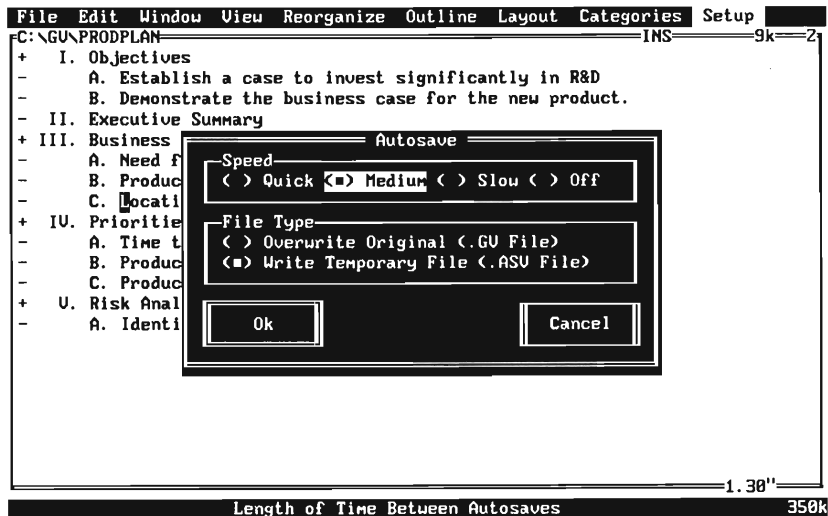 File Edit Window View Reorganize Outline Layout Categories Setup
C:\GV\PRODPLAN INS 9k 2
+ I. Objectives
- A. Establish a case to invest significantly in R&D
- B. Demonstrate the business case for the new product.
- II. Executive Summary
+ III. Business
- A. Need f
- B. Produc
- C. Locati
+ IV. Prioritie
- A. Time t
- B. Produc
- C. Produc
+ V. Risk Anal
- A. Identi
Autosave
Speed
( ) Quick (■) Medium ( ) Slow ( ) Off
File Type
( ) Overwrite Original (.GV File)
(■) Write Temporary File (.ASV File)
Ok Cancel
1.30"
Length of Time Between Autosaves 350k